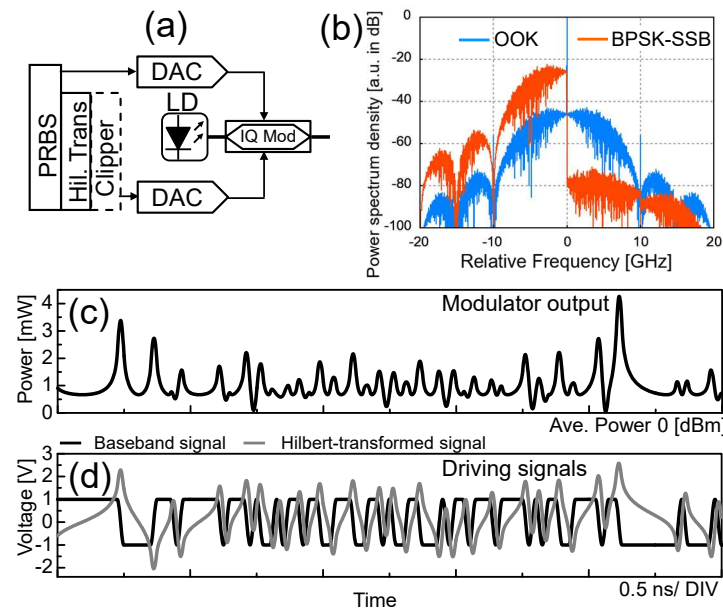 (a)
PRBS
Hil. Trans
Clipper
DAC
LD
IQ Mod
DAC
(b)
OOK
BPSK-SSB
Power spectrum density [a.u. in dB]
0
-20
-40
-60
-80
-100
-20
-10
0
10
20
Relative Frequency [GHz]
(c)
Modulator output
Power [mW]
4
3
2
1
0
Ave. Power 0 [dBm]
Baseband signal
Hilbert-transformed signal
(d)
Driving signals
Voltage [V]
3
2
1
0
-1
-2
0.5 ns/ DIV
Time